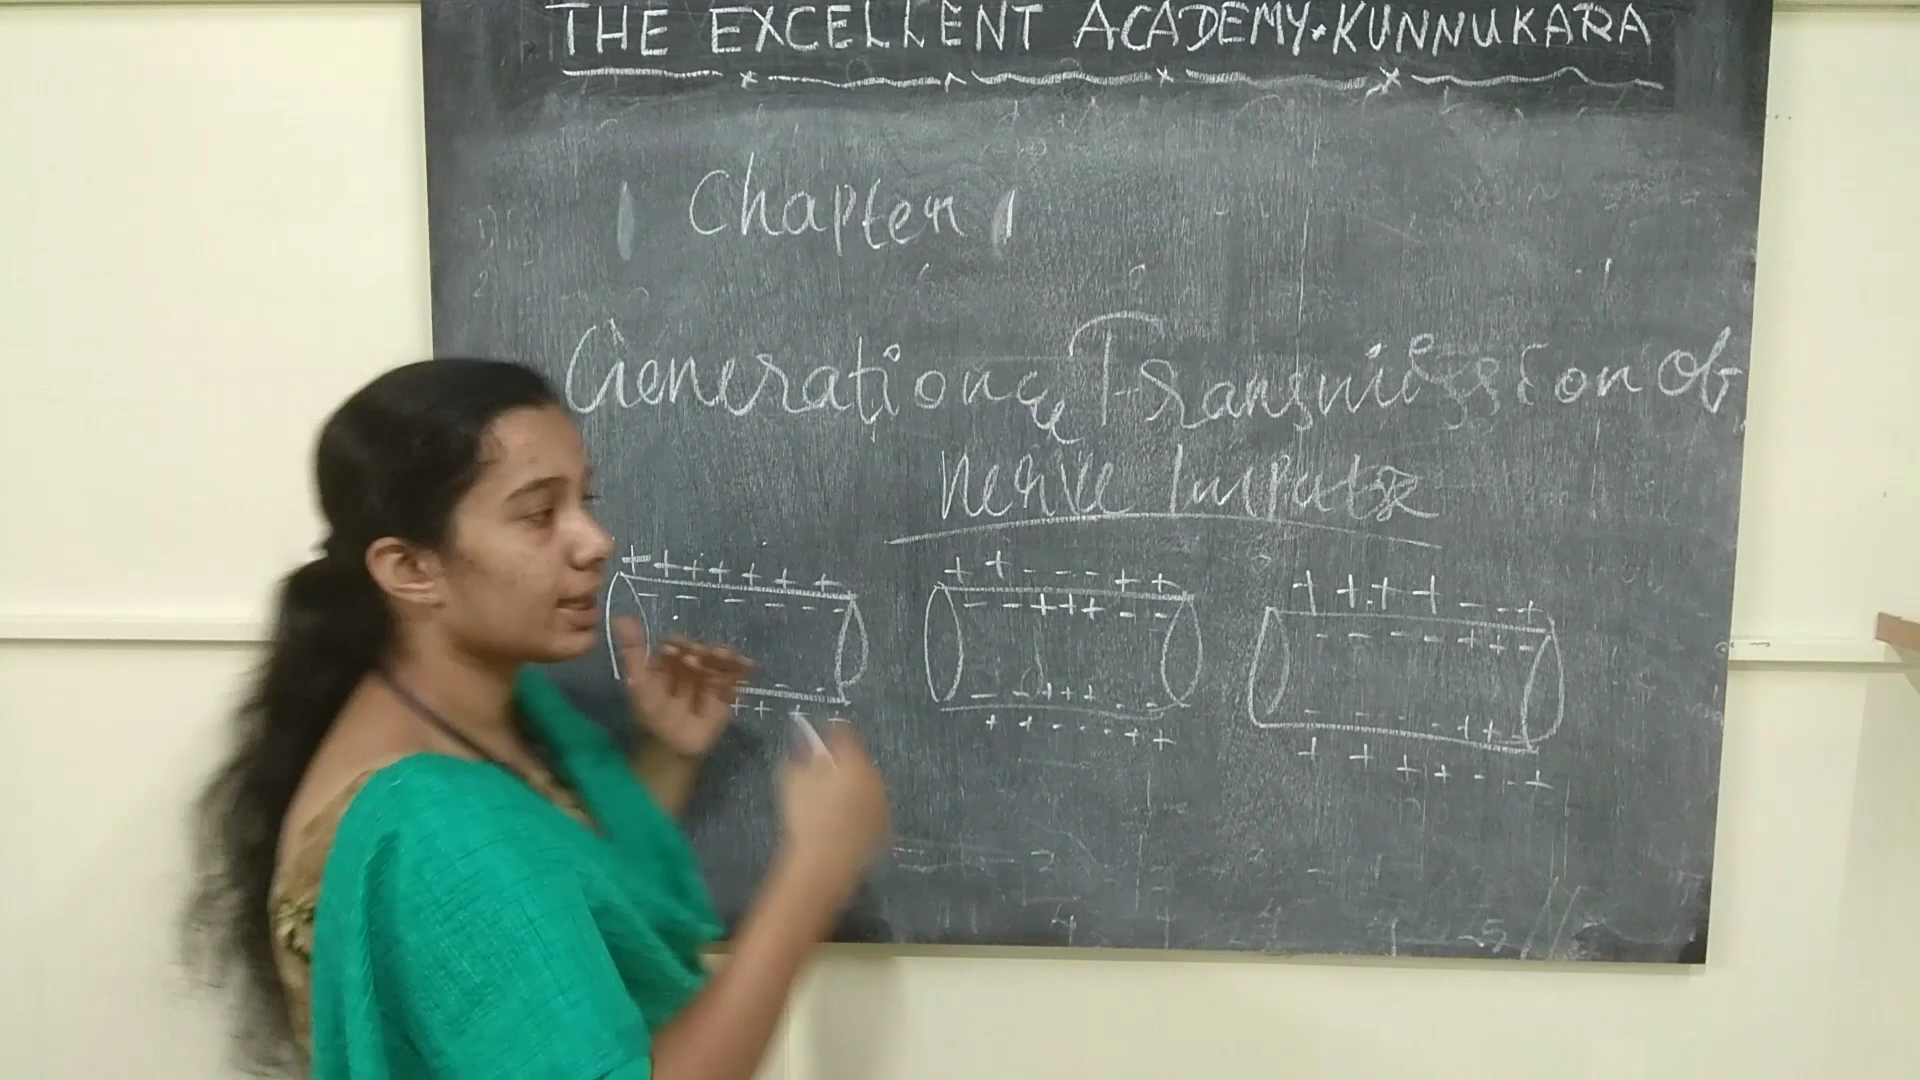 THE EXCELLENT ACADEMY•KUNNUKARA
Chapter 1
Generation & Transmission of
Nerve Impulse
+ + + + + + +
- - - - - -
+ + - - - + +
- - + + + - -
- - + + + - -
+ + - - - + +
+ + + + - - +
- - - - + + -
- - - - + + -
+ + + + - - +